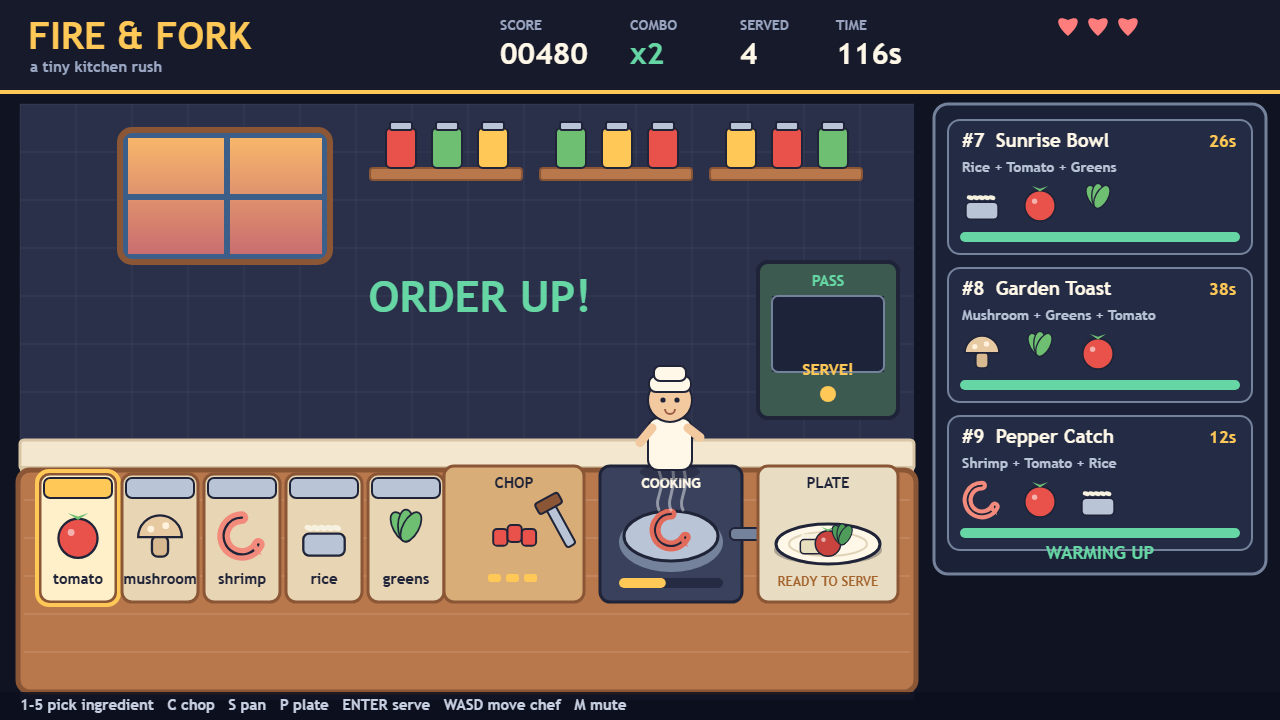 FIRE & FORK
a tiny kitchen rush
SCORE
00480
COMBO
x2
SERVED
4
TIME
116s
ORDER UP!
PASS
SERVE!
#7 Sunrise Bowl
26s
Rice + Tomato + Greens
#8 Garden Toast
38s
Mushroom + Greens + Tomato
#9 Pepper Catch
12s
Shrimp + Tomato + Rice
WARMING UP
tomato
mushroom
shrimp
rice
greens
CHOP
COOKING
PLATE
READY TO SERVE
1-5 pick ingredient C chop S pan P plate ENTER serve WASD move chef M mute